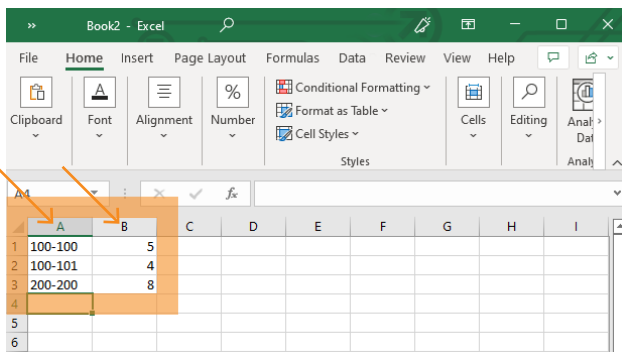 » Book2 - Excel
File Home Insert Page Layout Formulas Data Review View Help
Clipboard Font Alignment Number Conditional Formatting Cells Editing
%
Format as Table
Cell Styles
Styles
A4 fx
A B C D E F G H I
1 100-100 5
2 100-101 4
3 200-200 8
4
5
6